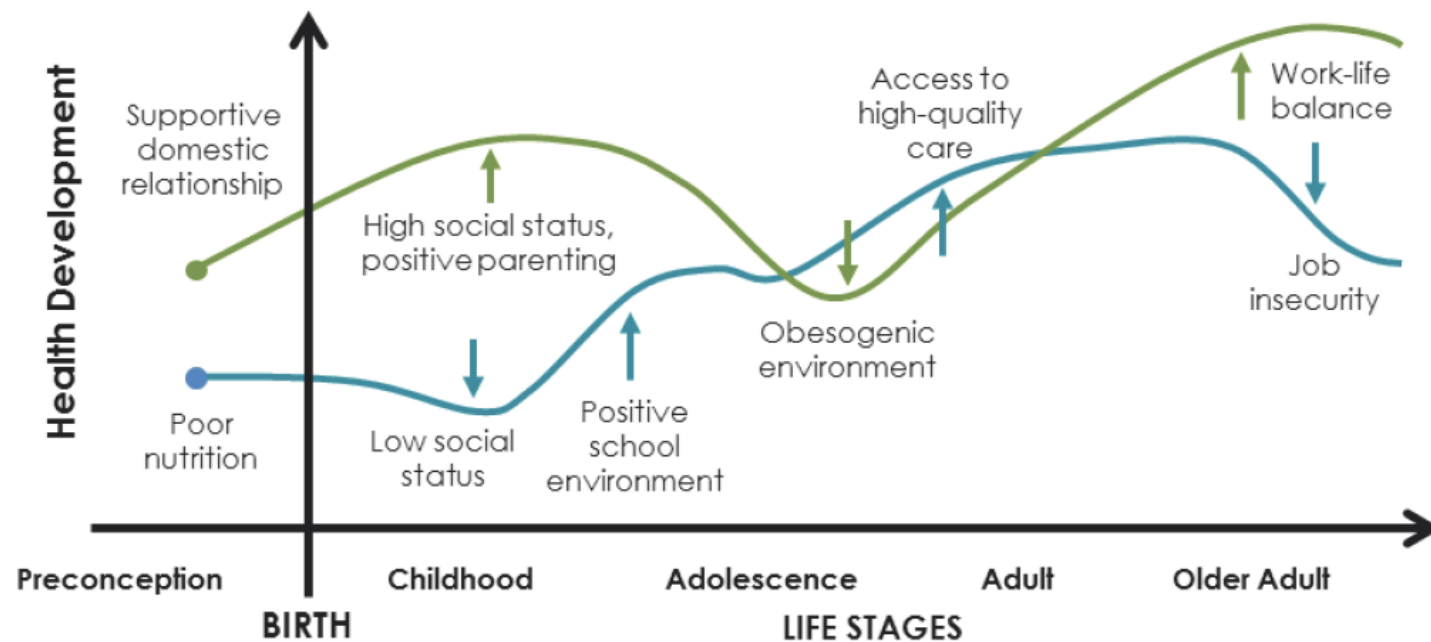 Health Development
Supportive
domestic
relationship
High social status,
positive parenting
Access to
high-quality
care
Work-life
balance
Poor
nutrition
Low social
status
Positive
school
environment
Obesogenic
environment
Job
insecurity
Preconception
Childhood
Adolescence
Adult
Older Adult
BIRTH
LIFE STAGES